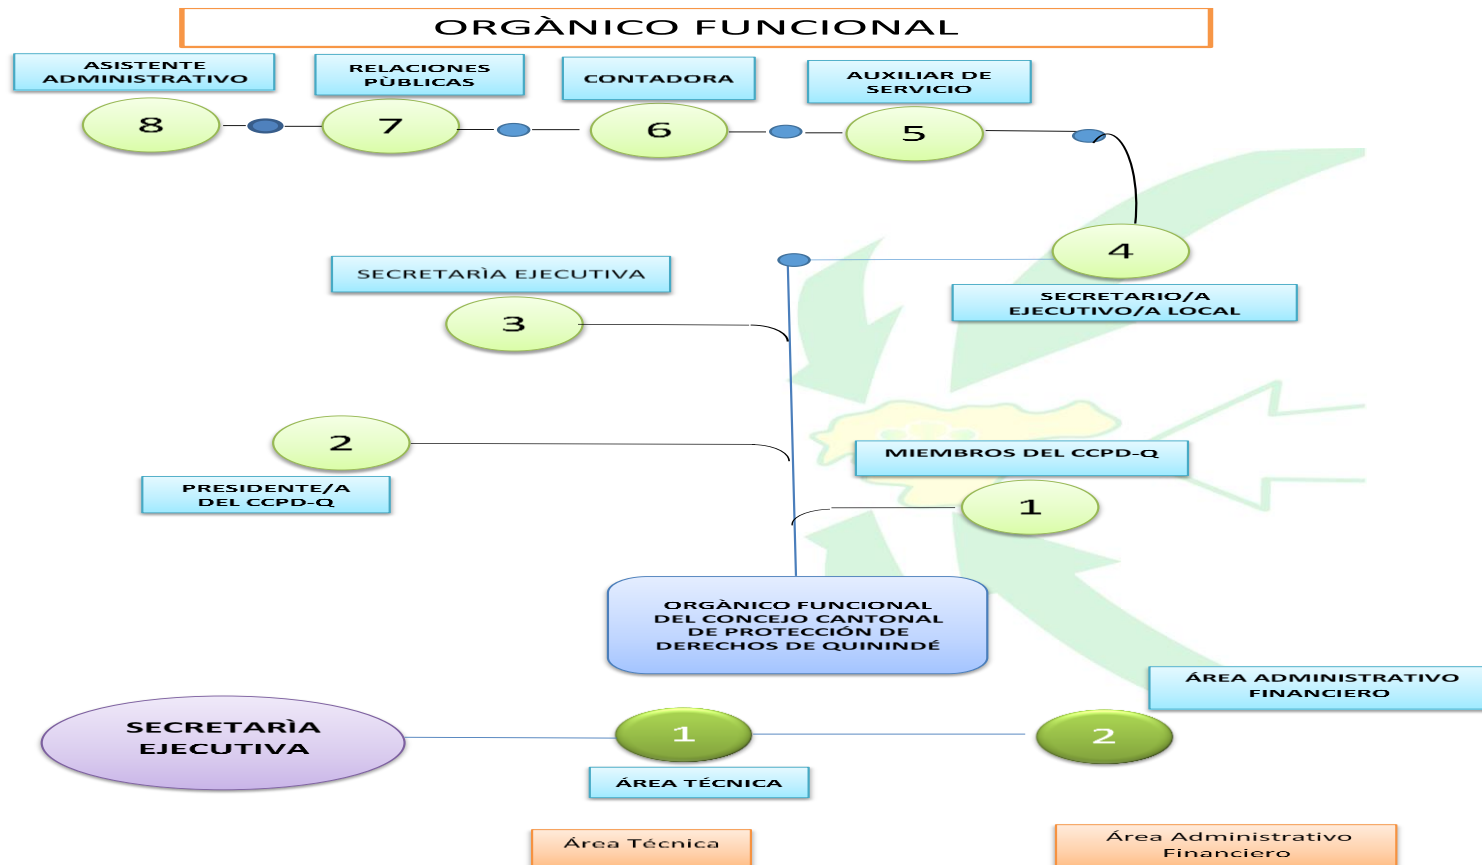 ORGÀNICO FUNCIONAL
ASISTENTE
ADMINISTRATIVO
RELACIONES
PÙBLICAS
CONTADORA
AUXILIAR DE
SERVICIO
8
7
6
5
4
SECRETARIO/A
EJECUTIVO/A LOCAL
SECRETARÌA EJECUTIVA
3
2
PRESIDENTE/A
DEL CCPD-Q
MIEMBROS DEL CCPD-Q
1
ORGÀNICO FUNCIONAL
DEL CONCEJO CANTONAL
DE PROTECCIÓN DE
DERECHOS DE QUININDÉ
SECRETARÌA
EJECUTIVA
1
ÁREA TÉCNICA
2
ÁREA ADMINISTRATIVO
FINANCIERO
Área Técnica
Área Administrativo
Financiero